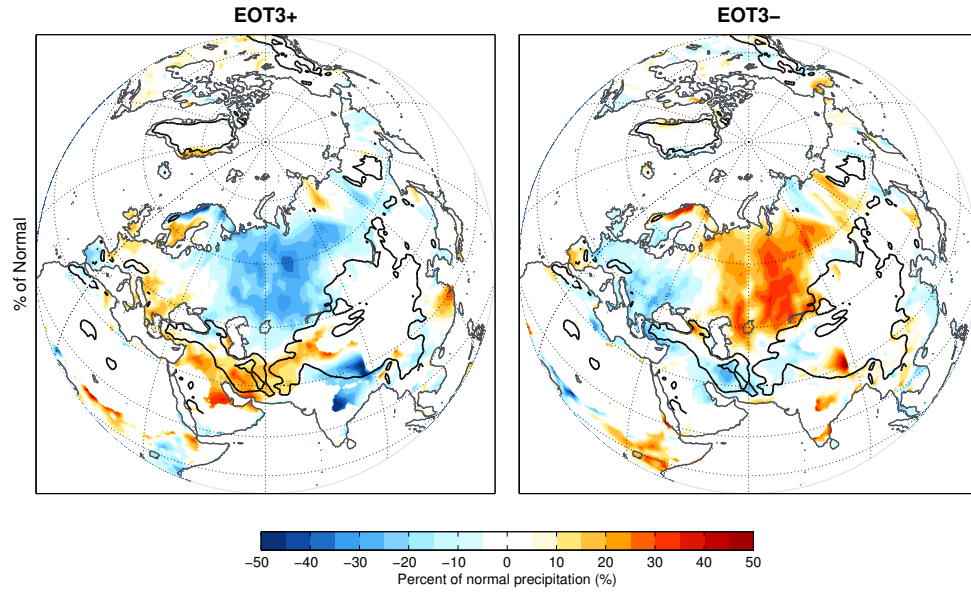 EOT3+
EOT3−
% of Normal
−50 −40 −30 −20 −10 0 10 20 30 40 50
Percent of normal precipitation (%)